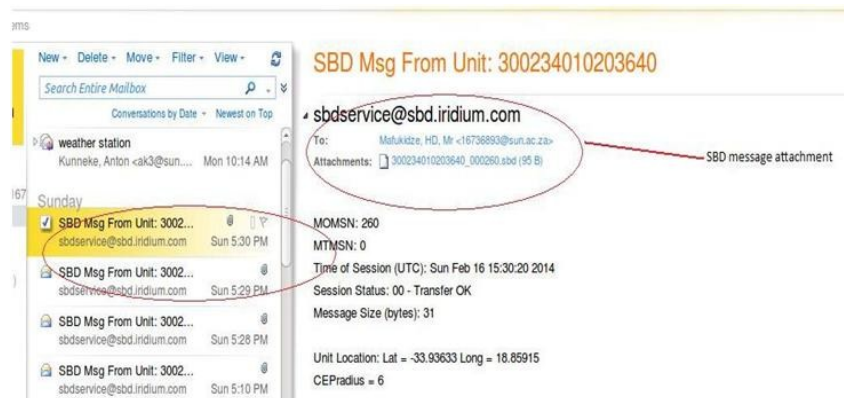 ems
New Delete Move Filter View
Search Entire Mailbox
Conversations by Date Newest on Top
weather station
Kunneke, Anton <ak3@sun.... Mon 10:14 AM
167
Sunday
SBD Msg From Unit: 3002...
sbdservice@sbd.iridium.com Sun 5:30 PM
SBD Msg From Unit: 3002...
sbdservice@sbd.iridium.com Sun 5:29 PM
SBD Msg From Unit: 3002...
sbdservice@sbd.iridium.com Sun 5:28 PM
SBD Msg From Unit: 3002...
sbdservice@sbd.iridium.com Sun 5:10 PM
SBD Msg From Unit: 300234010203640
sbdservice@sbd.iridium.com
To: Mafukidze, HD, Mr <16736893@sun.ac.za>
Attachments: 300234010203640_000260.sbd (95 B)
SBD message attachment
MOMSN: 260
MTMSN: 0
Time of Session (UTC): Sun Feb 16 15:30:20 2014
Session Status: 00 - Transfer OK
Message Size (bytes): 31
Unit Location: Lat = -33.93633 Long = 18.85915
CEPradius = 6